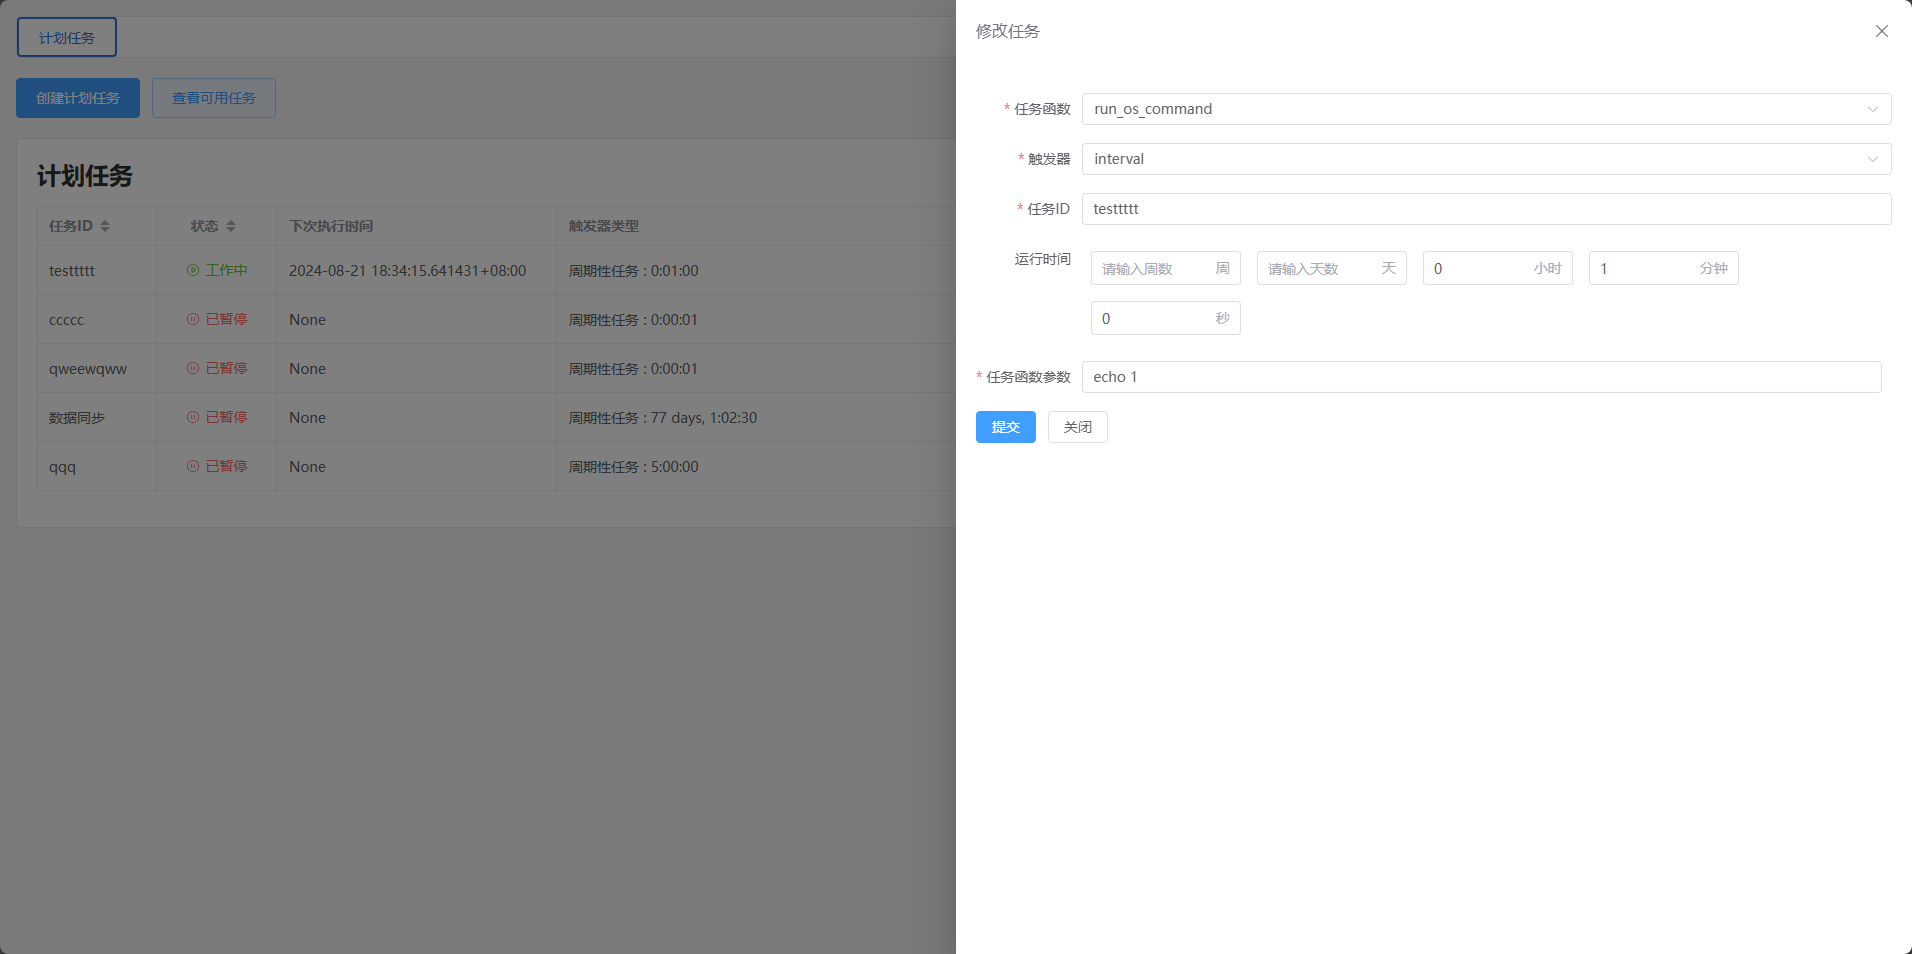 计划任务
创建计划任务 查看可用任务
计划任务
任务ID 状态 下次执行时间 触发器类型
testtttt 工作中 2024-08-21 18:34:15.641431+08:00 周期性任务 : 0:01:00
ccccc 已暂停 None 周期性任务 : 0:00:01
qweewqww 已暂停 None 周期性任务 : 0:00:01
数据同步 已暂停 None 周期性任务 : 77 days, 1:02:30
qqq 已暂停 None 周期性任务 : 5:00:00
修改任务
* 任务函数 run_os_command
* 触发器 interval
* 任务ID testtttt
运行时间 请输入周数 周 请输入天数 天 0 小时 1 分钟
0 秒
* 任务函数参数 echo 1
提交 关闭